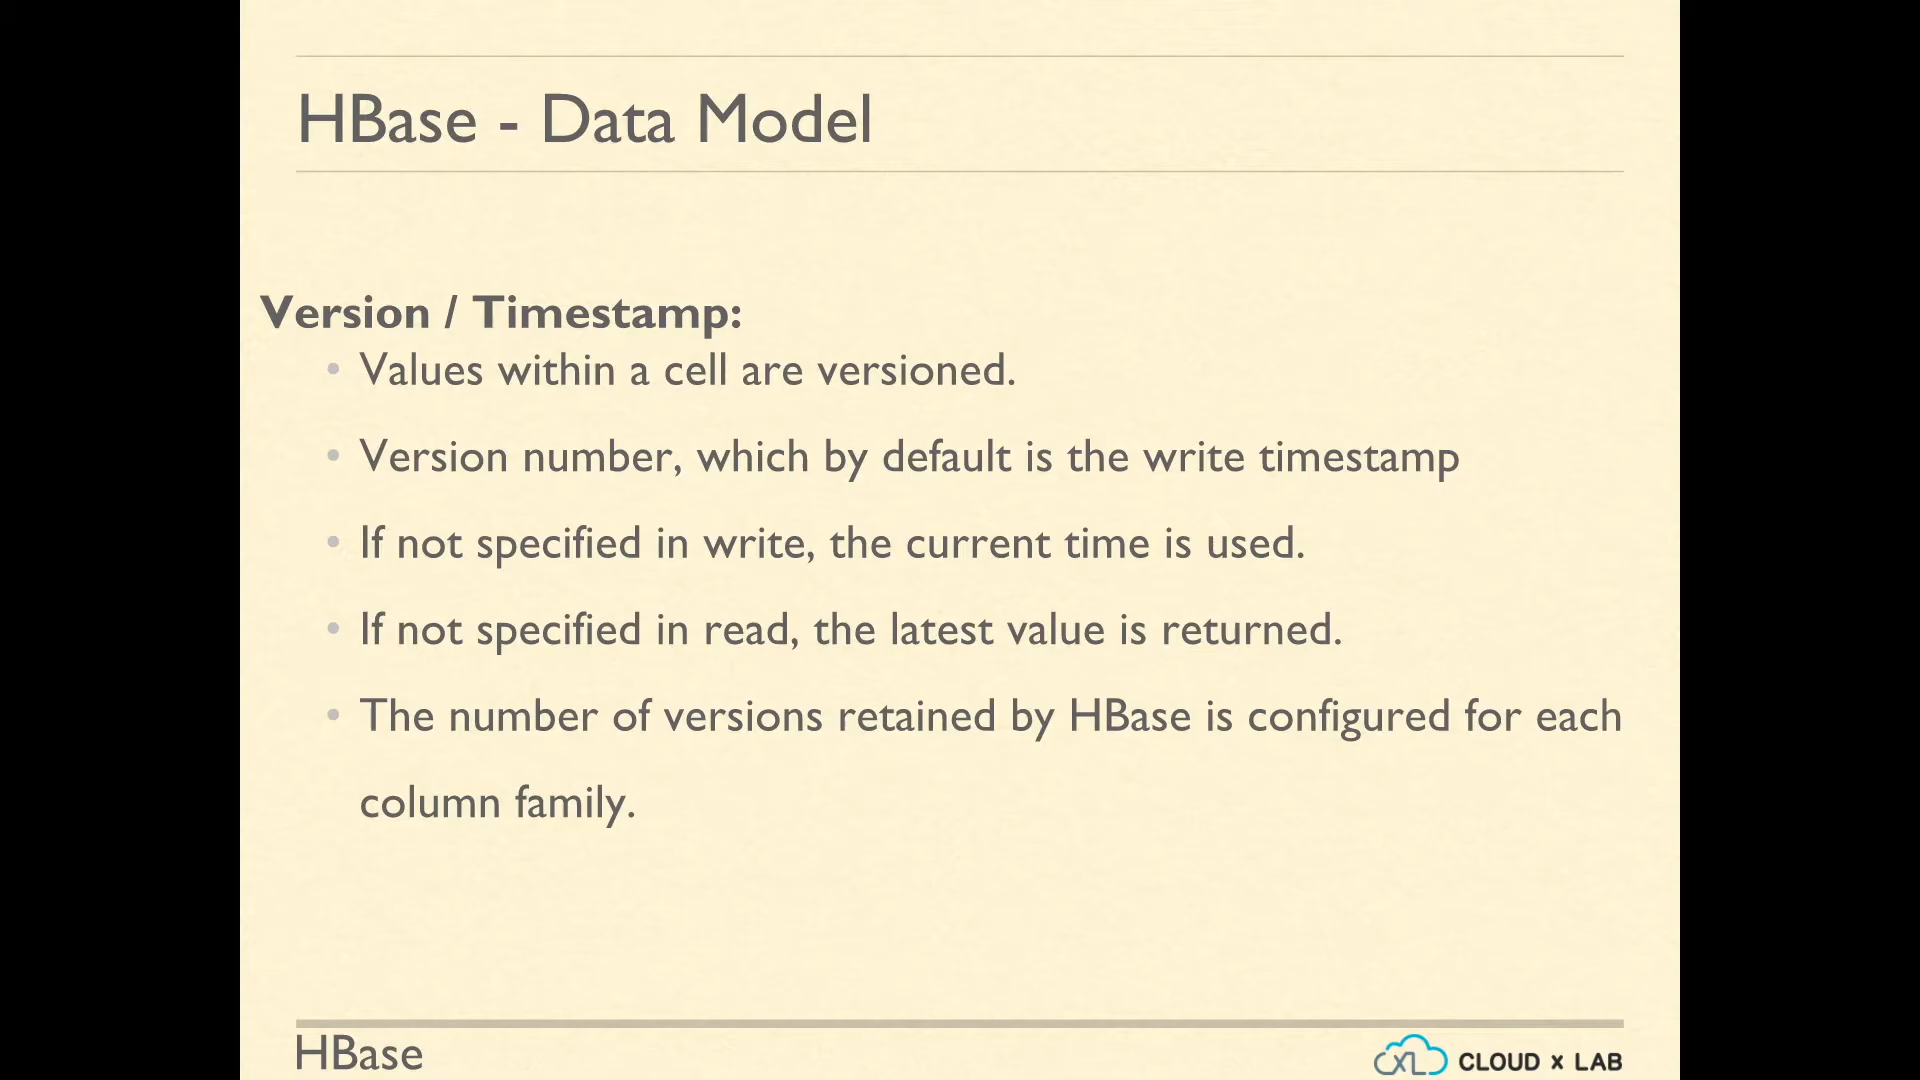 HBase - Data Model
Version / Timestamp:
• Values within a cell are versioned.
• Version number, which by default is the write timestamp
• If not specified in write, the current time is used.
• If not specified in read, the latest value is returned.
• The number of versions retained by HBase is configured for each
column family.
HBase
CXL CLOUD x LAB